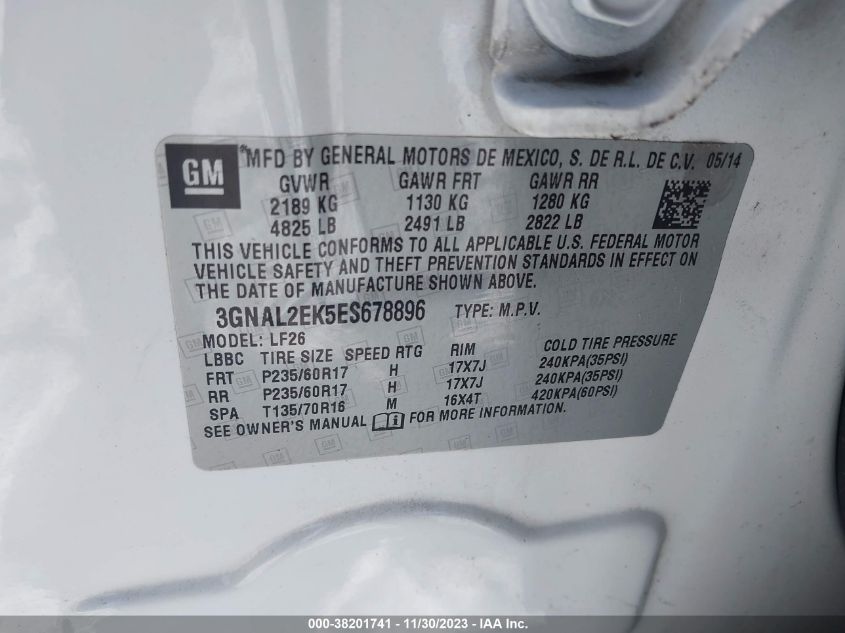 GM
"MFD BY GENERAL MOTORS DE MEXICO, S. DE R.L. DE C.V. 05/14
GVWR GAWR FRT GAWR RR
2189 KG 1130 KG 1280 KG
4825 LB 2491 LB 2822 LB
THIS VEHICLE CONFORMS TO ALL APPLICABLE U.S. FEDERAL MOTOR
VEHICLE SAFETY AND THEFT PREVENTION STANDARDS IN EFFECT ON
THE DATE OF MANUFACTURE SHOWN ABOVE.
3GNAL2EK5ES678896 TYPE: M.P.V.
MODEL: LF26
LBBC TIRE SIZE SPEED RTG RIM COLD TIRE PRESSURE
FRT P235/60R17 H 17X7J 240KPA(35PSI)
RR P235/60R17 H 17X7J 240KPA(35PSI)
SPA T135/70R16 M 16X4T 420KPA(60PSI)
SEE OWNER'S MANUAL FOR MORE INFORMATION.
000-38201741 - 11/30/2023 - IAA Inc.